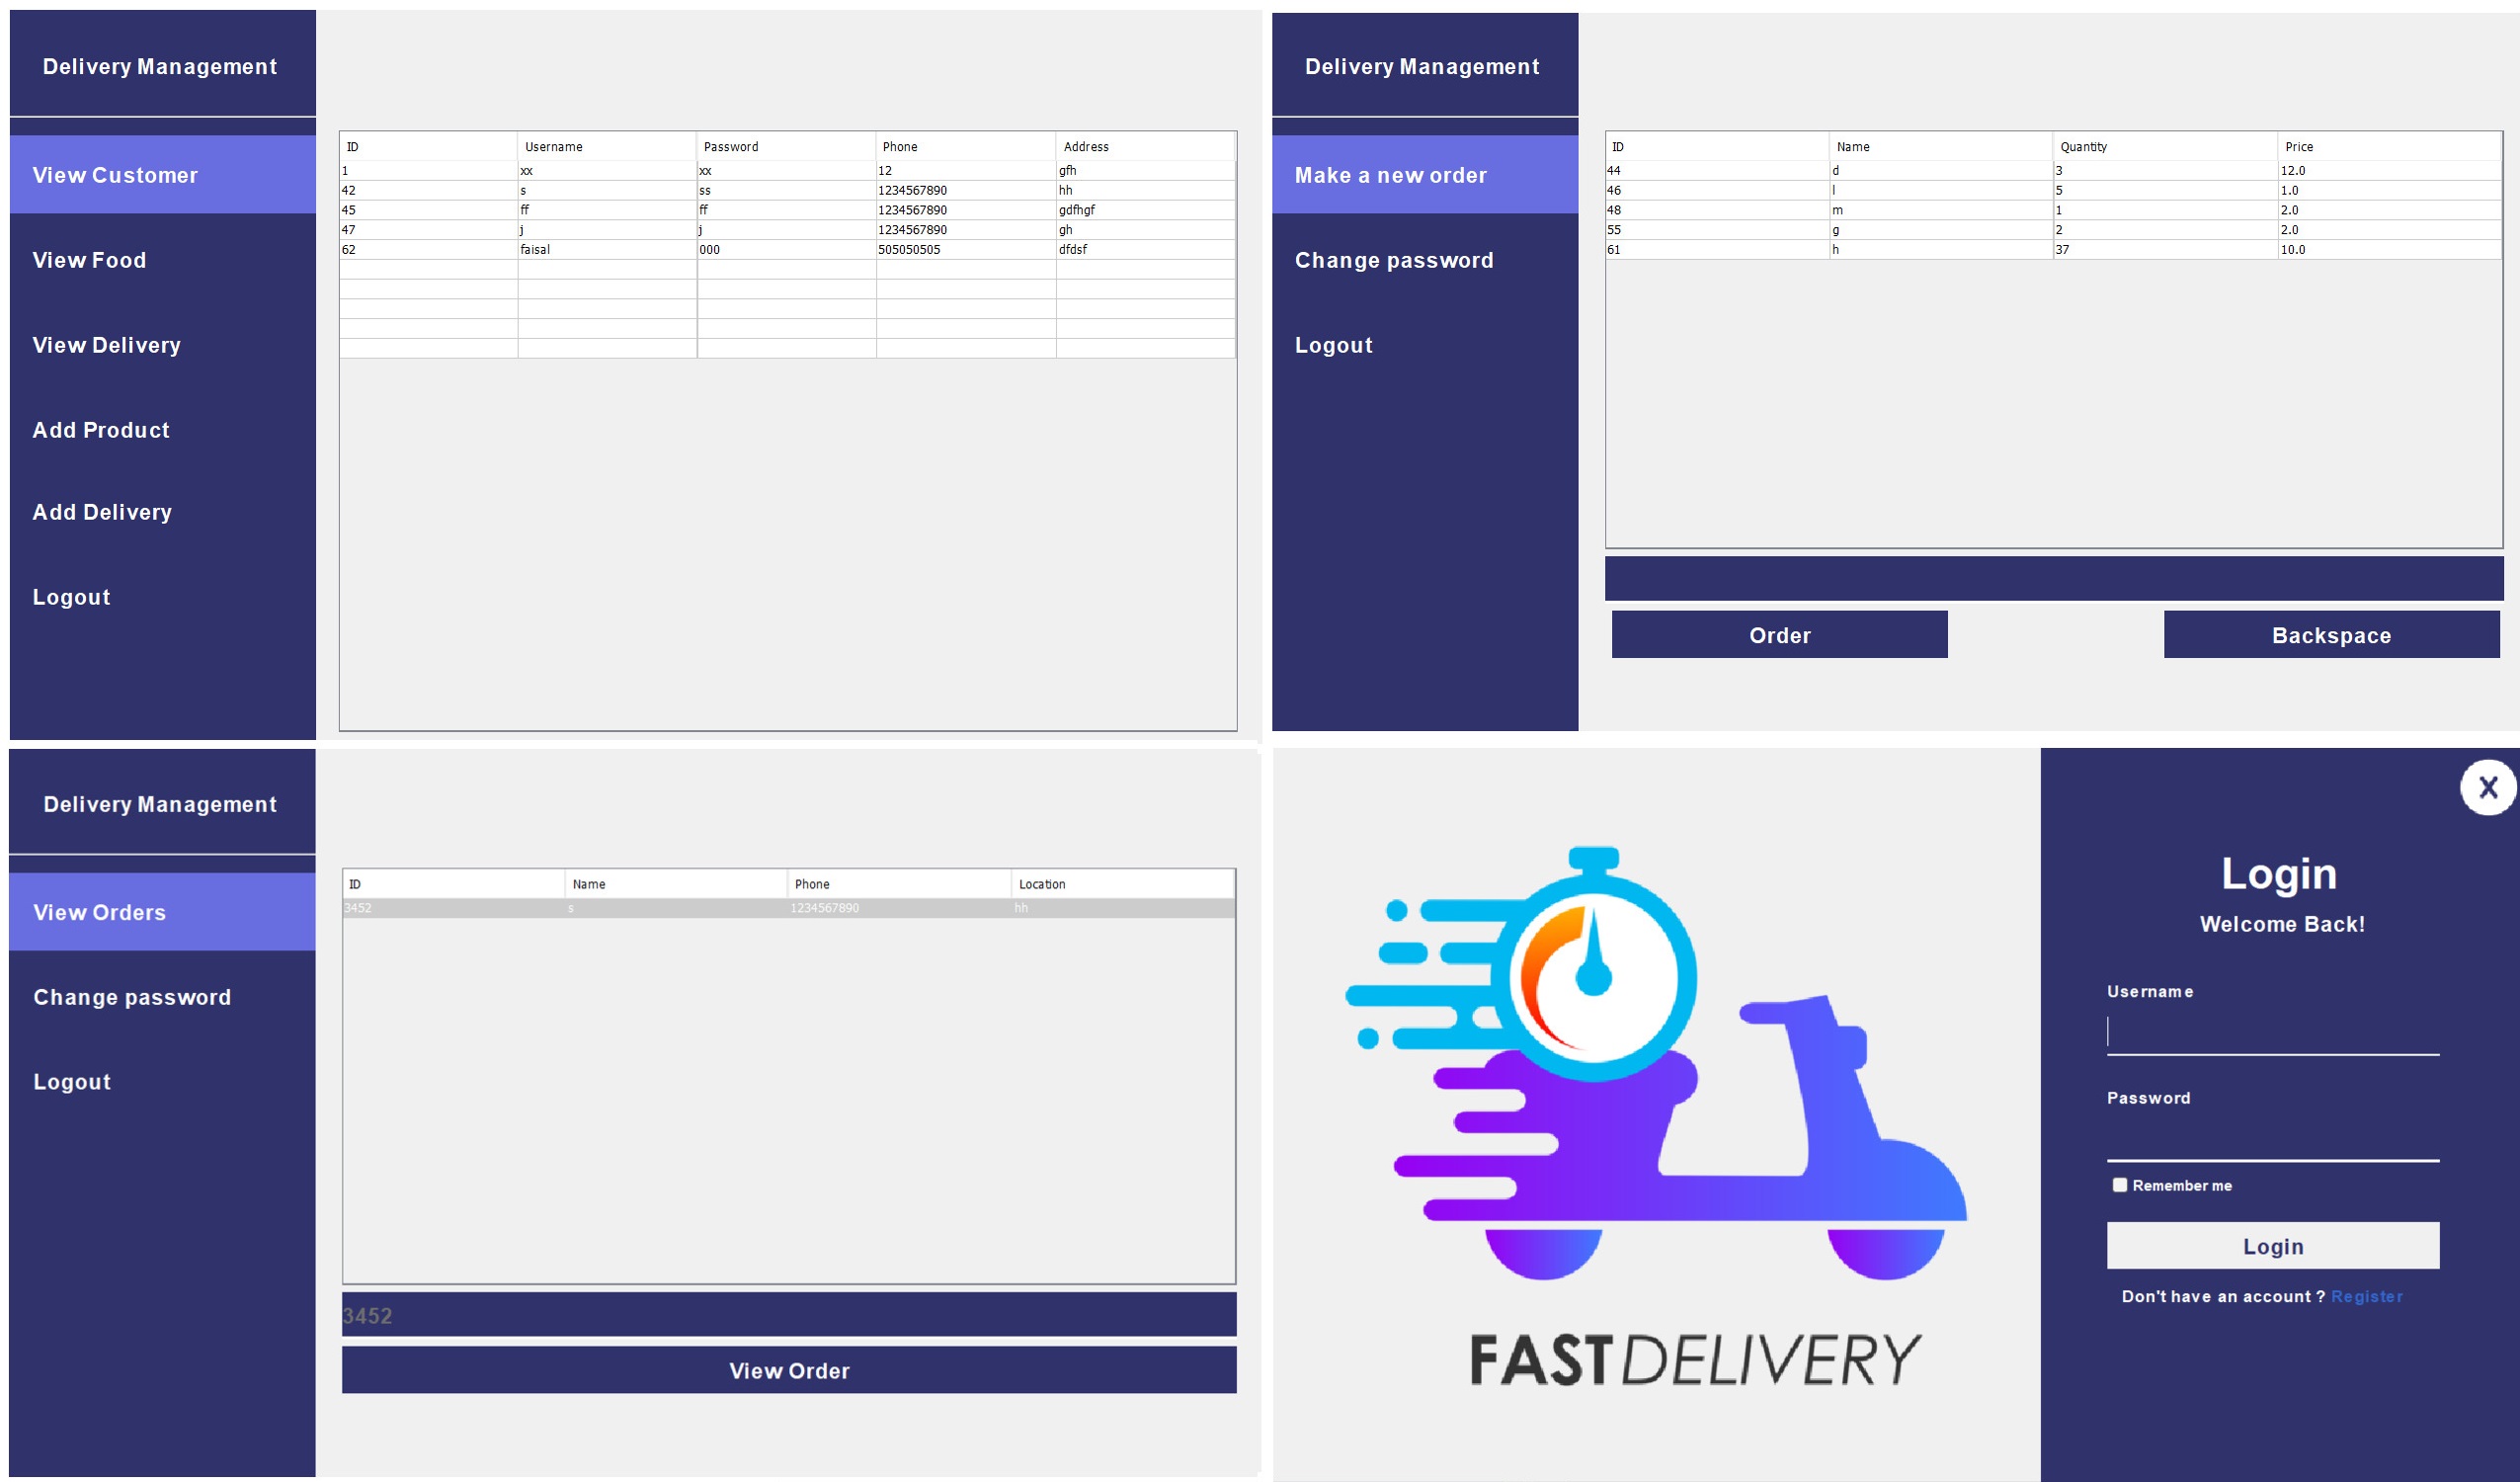 Delivery Management
View Customer
View Food
View Delivery
Add Product
Add Delivery
Logout
ID Username Password Phone Address
1 xx xx 12 gfh
42 s ss 1234567890 hh
45 ff ff 1234567890 gdfhgf
47 j j 1234567890 gh
62 faisal 000 505050505 dfdsf
Delivery Management
Make a new order
Change password
Logout
ID Name Quantity Price
44 d 3 12.0
46 l 5 1.0
48 m 1 2.0
55 g 2 2.0
61 h 37 10.0
Order Backspace
Delivery Management
View Orders
Change password
Logout
ID Name Phone Location
3452 s 1234567890 hh
3452
View Order
FASTDELIVERY
X
Login
Welcome Back!
Username
Password
Remember me
Login
Don't have an account ? Register